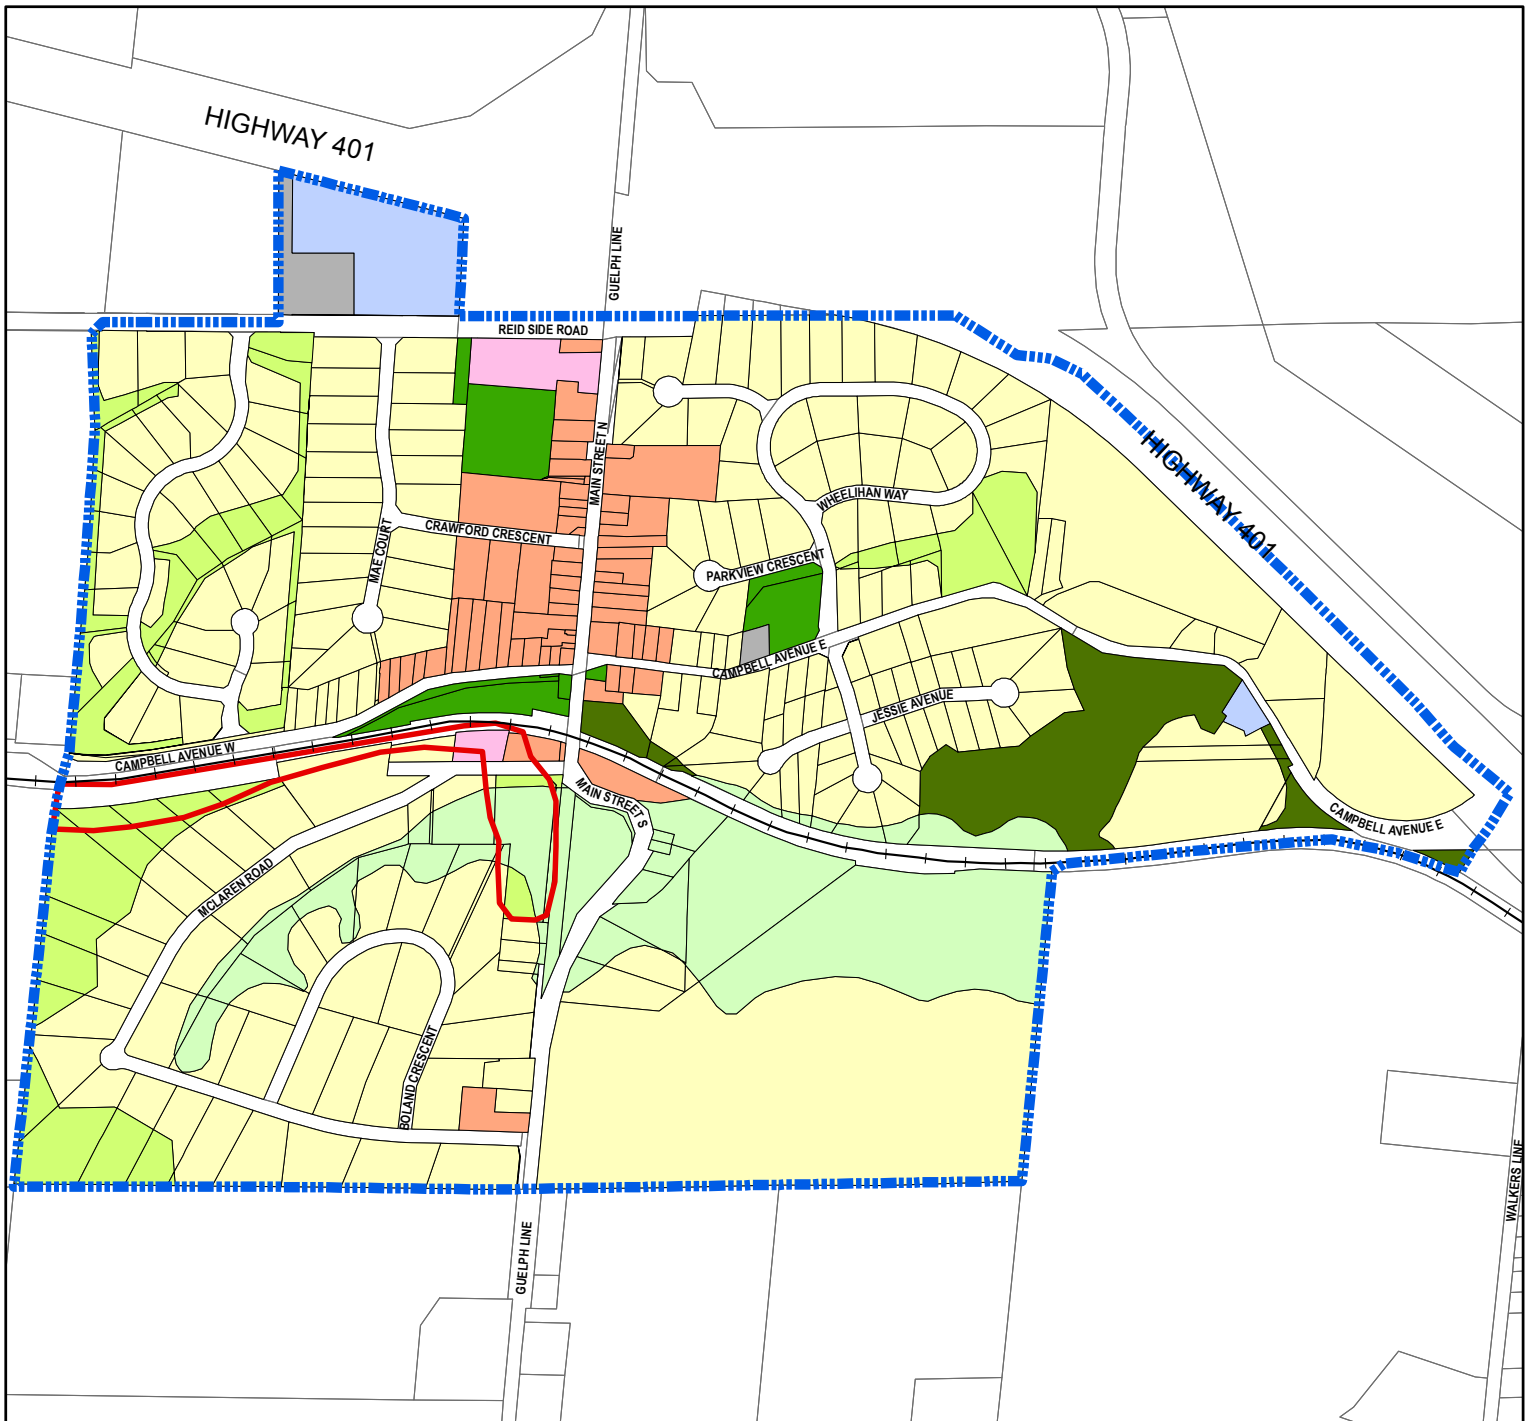 HIGHWAY 401
GUELPH LINE
REID SIDE ROAD
MAIN STREET N
HIGHWAY 401
WHEELIHAN WAY
CRAWFORD CRESCENT
MAE COURT
PARKVIEW CRESCENT
CAMPBELL AVENUE E
JESSIE AVENUE
CAMPBELL AVENUE W
MAIN STREET S
CAMPBELL AVENUE E
MCLAREN ROAD
BOLAND CRESCENT
WALKERS LINE
GUELPH LINE